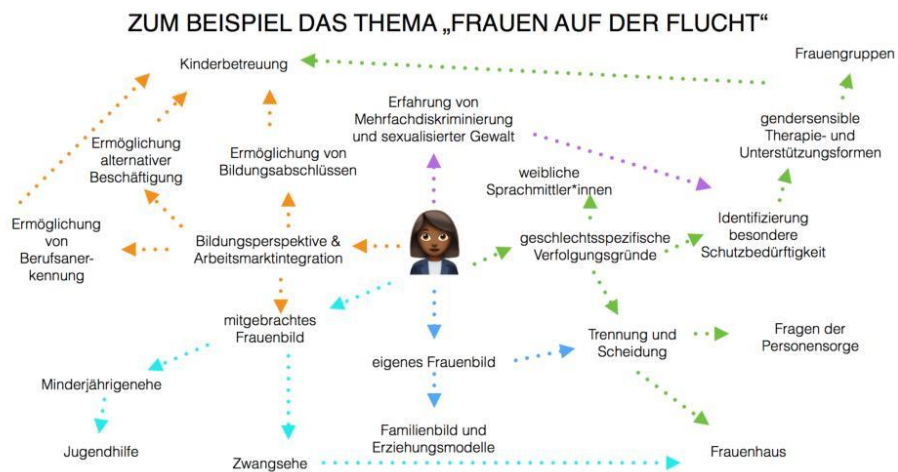 ZUM BEISPIEL DAS THEMA „FRAUEN AUF DER FLUCHT“
Kinderbetreuung
Frauengruppen
Erfahrung von
Mehrfachdiskriminierung
und sexualisierter Gewalt
gendersensible
Therapie- und
Unterstützungsformen
Ermöglichung
alternativer
Beschäftigung
Ermöglichung von
Bildungsabschlüssen
weibliche
Sprachmittler*innen
Ermöglichung
von
Berufsaner-
kennung
Bildungsperspektive &
Arbeitsmarktintegration
geschlechtsspezifische
Verfolgungsgründe
Identifizierung
besondere
Schutzbedürftigkeit
mitgebrachtes
Frauenbild
Trennung und
Scheidung
Fragen der
Personensorge
eigenes Frauenbild
Minderjährigenehe
Familienbild und
Erziehungsmodelle
Jugendhilfe
Zwangsehe
Frauenhaus